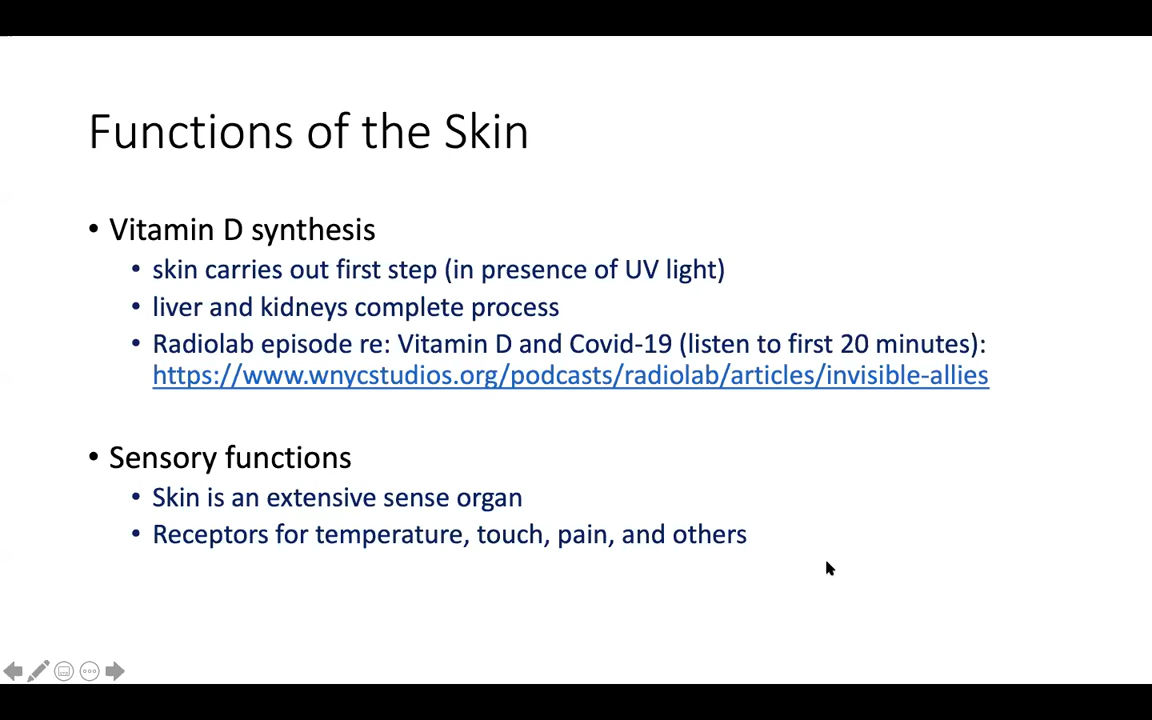 Functions of the Skin
• Vitamin D synthesis
• skin carries out first step (in presence of UV light)
• liver and kidneys complete process
• Radiolab episode re: Vitamin D and Covid-19 (listen to first 20 minutes):
https://www.wnycstudios.org/podcasts/radiolab/articles/invisible-allies
• Sensory functions
• Skin is an extensive sense organ
• Receptors for temperature, touch, pain, and others